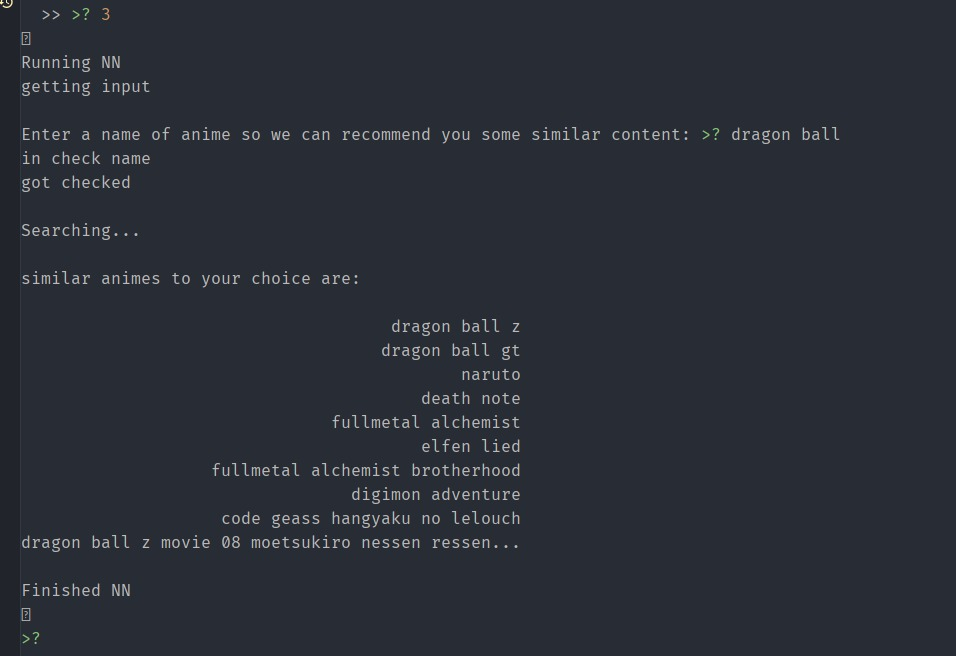 >> >? 3
Running NN
getting input
Enter a name of anime so we can recommend you some similar content: >? dragon ball
in check name
got checked
Searching...
similar animes to your choice are:
dragon ball z
dragon ball gt
naruto
death note
fullmetal alchemist
elfen lied
fullmetal alchemist brotherhood
digimon adventure
code geass hangyaku no lelouch
dragon ball z movie 08 moetsukiro nessen ressen...
Finished NN
>?